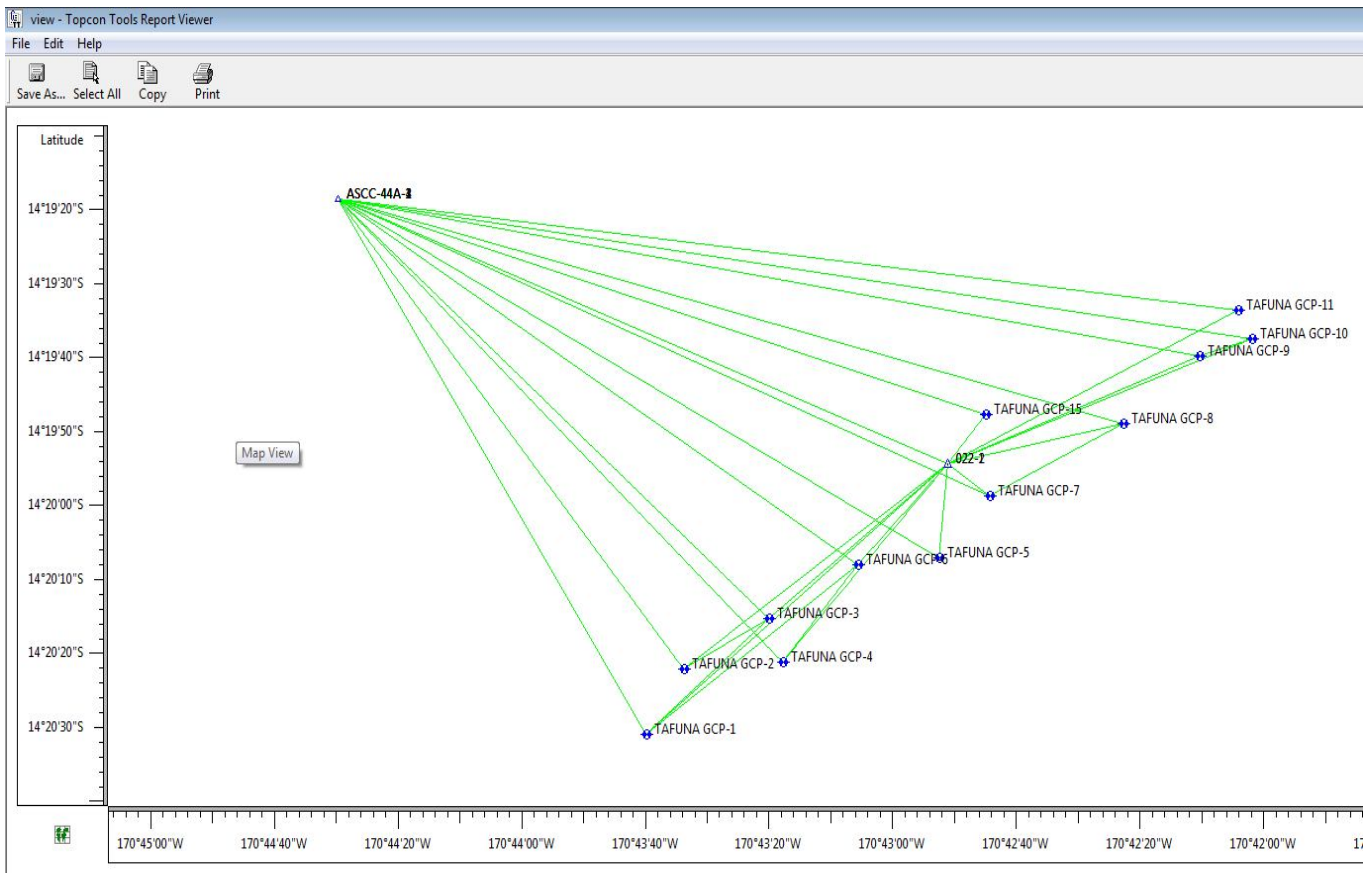 view - Topcon Tools Report Viewer
File Edit Help
Save As... Select All Copy Print
Latitude
ASCC-44A-
14°19'20"S
14°19'30"S
TAFUNA GCP-11
TAFUNA GCP-10
14°19'40"S
TAFUNA GCP-9
TAFUNA GCP-15
TAFUNA GCP-8
14°19'50"S
Map View
022-
TAFUNA GCP-7
14°20'00"S
TAFUNA GCP-5
TAFUNA GCP-6
14°20'10"S
TAFUNA GCP-3
14°20'20"S
TAFUNA GCP-2
TAFUNA GCP-4
14°20'30"S
TAFUNA GCP-1
170°45'00"W 170°44'40"W 170°44'20"W 170°44'00"W 170°43'40"W 170°43'20"W 170°43'00"W 170°42'40"W 170°42'20"W 170°42'00"W 17